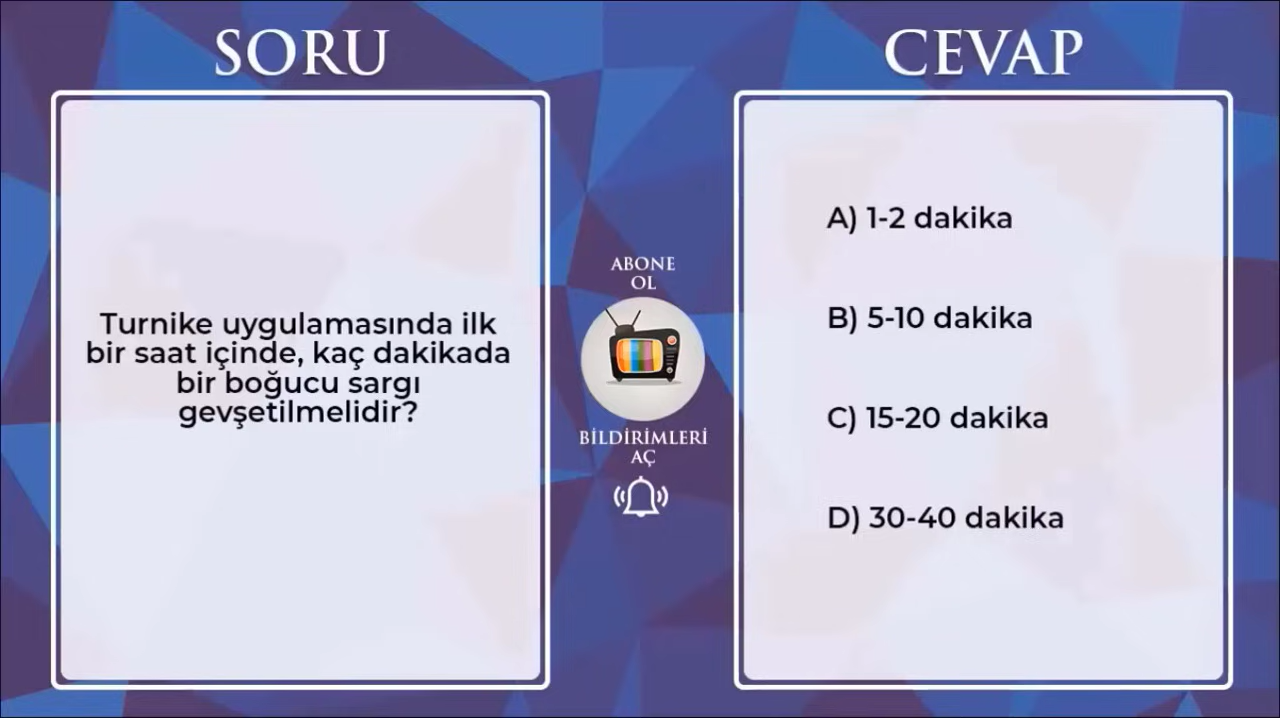 SORU
Turnike uygulamasında ilk
bir saat içinde, kaç dakikada
bir boğucu sargı
gevşetilmelidir?
ABONE
OL
BİLDİRİMLERİ
AÇ
CEVAP
A) 1-2 dakika
B) 5-10 dakika
C) 15-20 dakika
D) 30-40 dakika